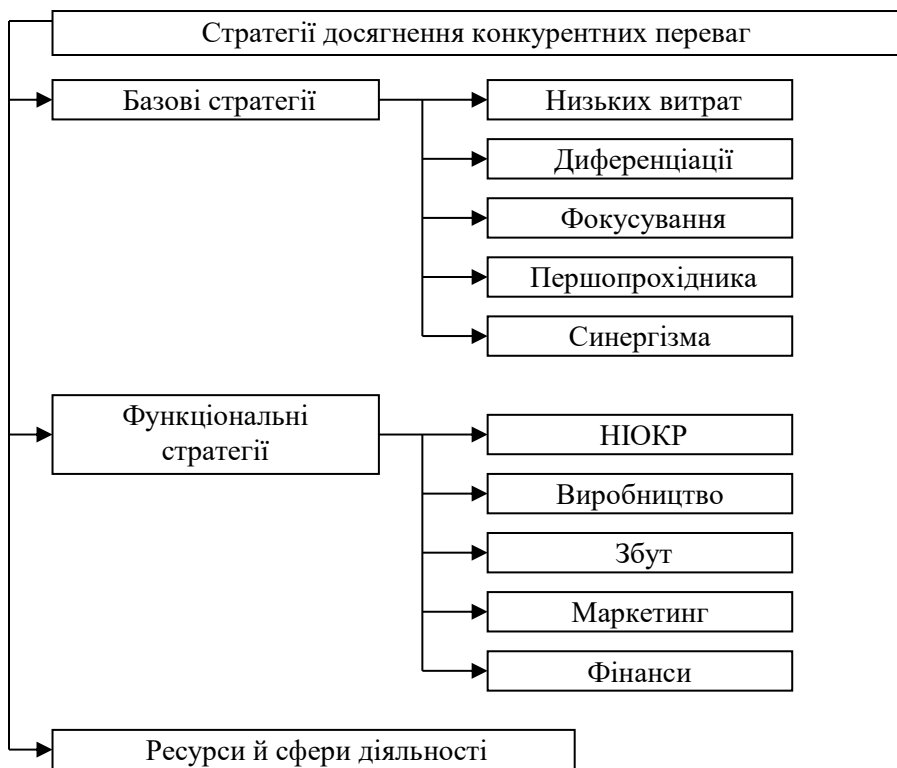 Стратегії досягнення конкурентних переваг
Базові стратегії
Низьких витрат
Диференціації
Фокусування
Першопрохідника
Синергізма
Функціональні
стратегії
НІОКР
Виробництво
Збут
Маркетинг
Фінанси
Ресурси й сфери діяльності